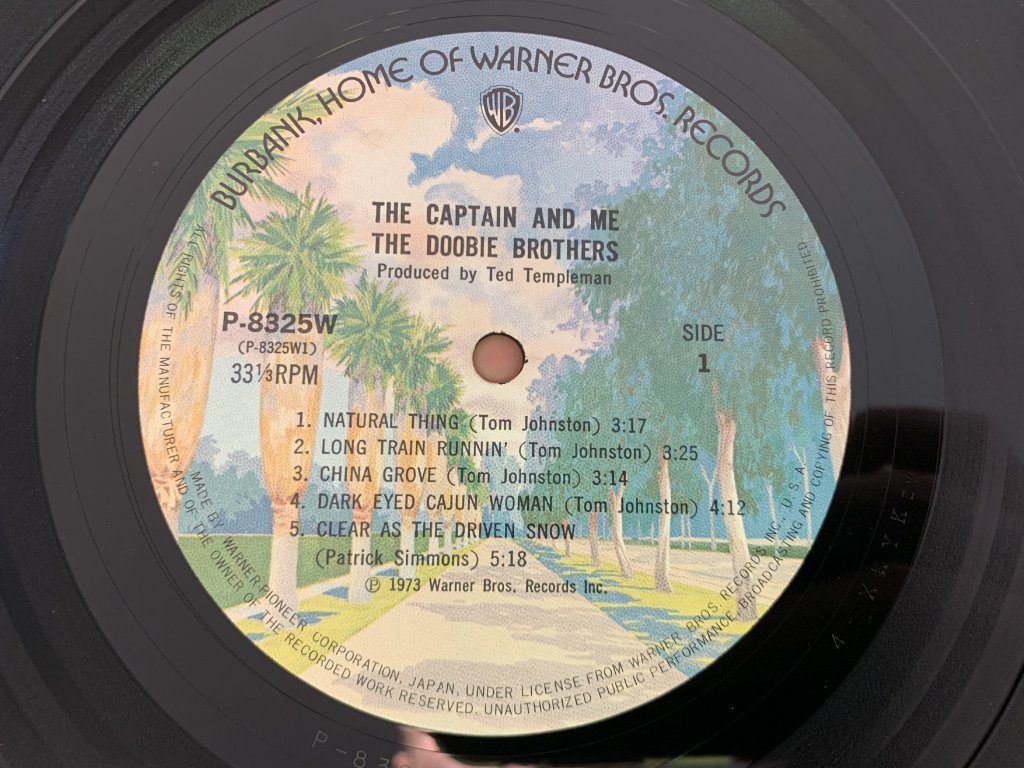 BURBANK, HOME OF WARNER BROS. RECORDS
WB
THE CAPTAIN AND ME
THE DOOBIE BROTHERS
Produced by Ted Templeman
P-8325W
(P-8325W1)
33⅓RPM
SIDE
1
1. NATURAL THING (Tom Johnston) 3:17
2. LONG TRAIN RUNNIN' (Tom Johnston) 3:25
3. CHINA GROVE (Tom Johnston) 3:14
4. DARK EYED CAJUN WOMAN (Tom Johnston) 4:12
5. CLEAR AS THE DRIVEN SNOW
(Patrick Simmons) 5:18
℗ 1973 Warner Bros. Records Inc.
MADE BY WARNER-PIONEER CORPORATION, JAPAN, UNDER LICENSE FROM WARNER BROS. RECORDS INC., U.S.A.
ALL RIGHTS OF THE MANUFACTURER AND OF THE OWNER OF THE RECORDED WORK RESERVED. UNAUTHORIZED PUBLIC PERFORMANCE, BROADCASTING AND COPYING OF THIS RECORD PROHIBITED
P-83